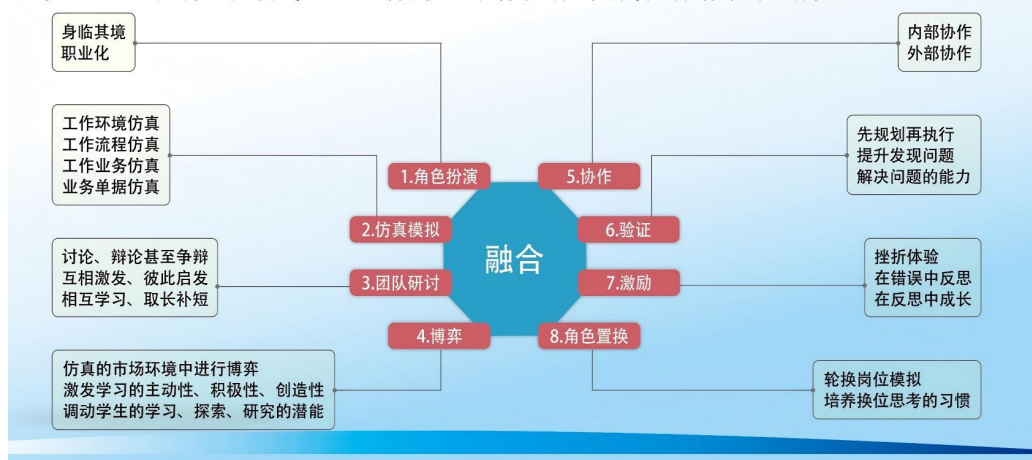 身临其境
职业化
工作环境仿真
工作流程仿真
工作业务仿真
业务单据仿真
讨论、辩论甚至争辩
互相激发、彼此启发
相互学习、取长补短
仿真的市场环境中进行博弈
激发学习的主动性、积极性、创造性
调动学生的学习、探索、研究的潜能
1.角色扮演
2.仿真模拟
3.团队研讨
4.博弈
融合
5.协作
6.验证
7.激励
8.角色置换
内部协作
外部协作
先规划再执行
提升发现问题
解决问题的能力
挫折体验
在错误中反思
在反思中成长
轮换岗位模拟
培养换位思考的习惯